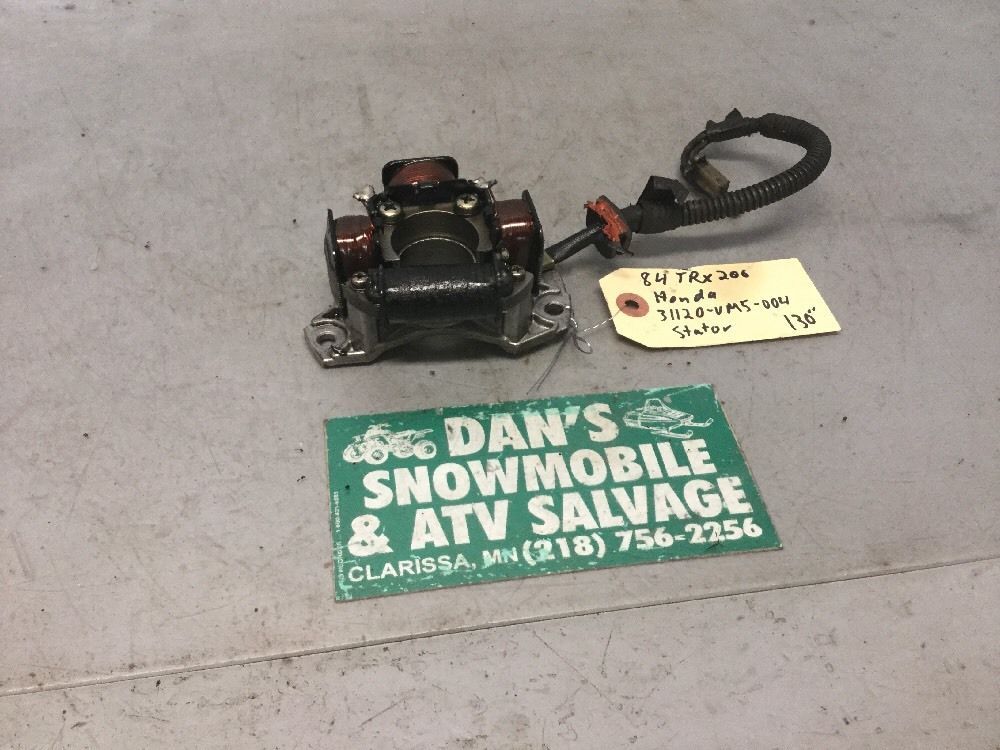 84 TRx 200
Honda
31120-VM5-004
Stator 130"
DAN'S
SNOWMOBILE
& ATV SALVAGE
CLARISSA, MN (218) 756-2256